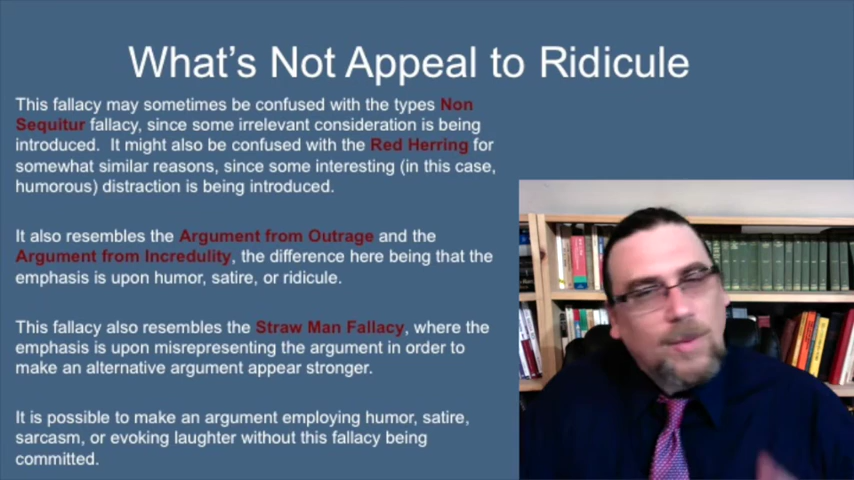 What's Not Appeal to Ridicule
This fallacy may sometimes be confused with the types Non
Sequitur fallacy, since some irrelevant consideration is being
introduced. It might also be confused with the Red Herring for
somewhat similar reasons, since some interesting (in this case,
humorous) distraction is being introduced.
It also resembles the Argument from Outrage and the
Argument from Incredulity, the difference here being that the
emphasis is upon humor, satire, or ridicule.
This fallacy also resembles the Straw Man Fallacy, where the
emphasis is upon misrepresenting the argument in order to
make an alternative argument appear stronger.
It is possible to make an argument employing humor, satire,
sarcasm, or evoking laughter without this fallacy being
committed.